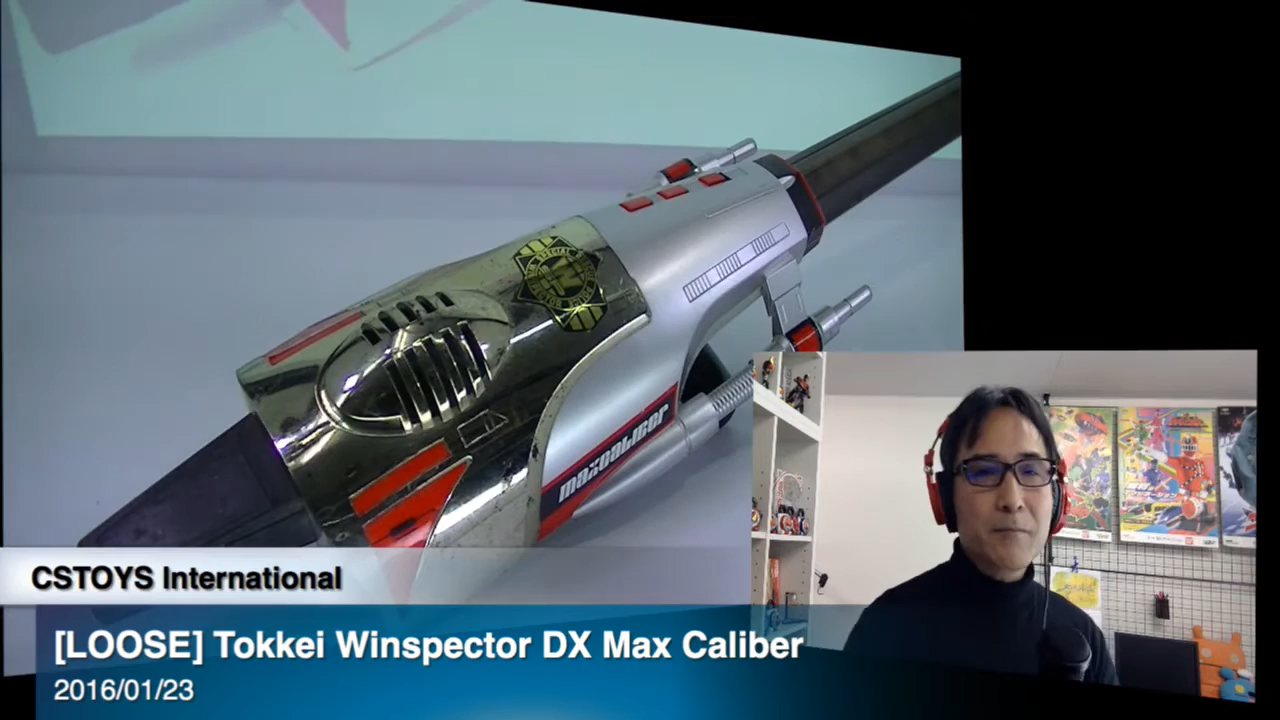 maxcaliber
CSTOYS International
[LOOSE] Tokkei Winspector DX Max Caliber
2016/01/23